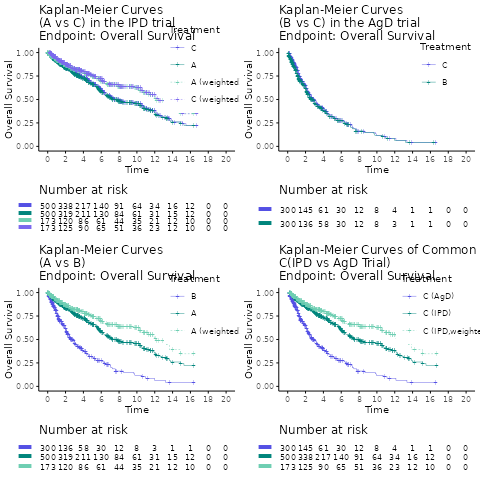 Kaplan-Meier Curves
(A vs C) in the IPD trial
Endpoint: Overall Survival
Treatment
C
A
A (weighted
C (weighted
Overall Survival
1.00
0.75
0.50
0.25
0.00
0 2 4 6 8 10 12 14 16 18 20
Time
Number at risk
500 338 217 140 91 64 34 16 12 0 0
500 319 211 130 84 61 31 15 12 0 0
173 120 86 61 44 35 21 12 10 0 0
173 125 90 65 51 36 23 12 10 0 0
Kaplan-Meier Curves
(B vs C) in the AgD trial
Endpoint: Overall Survival
Treatment
C
B
Overall Survival
1.00
0.75
0.50
0.25
0.00
0 2 4 6 8 10 12 14 16 18 20
Time
Number at risk
300 145 61 30 12 8 4 1 1 0 0
300 136 58 30 12 8 3 1 1 0 0
Kaplan-Meier Curves
(A vs B)
Endpoint: Overall Survival
Treatment
B
A
A (weighted
Overall Survival
1.00
0.75
0.50
0.25
0.00
0 2 4 6 8 10 12 14 16 18 20
Time
Number at risk
300 136 58 30 12 8 3 1 1 0 0
500 319 211 130 84 61 31 15 12 0 0
173 120 86 61 44 35 21 12 10 0 0
Kaplan-Meier Curves of Common
C(IPD vs AgD Trial)
Endpoint: Overall Survival
Treatment
C (AgD)
C (IPD)
C (IPD,weighte
Overall Survival
1.00
0.75
0.50
0.25
0.00
0 2 4 6 8 10 12 14 16 18 20
Time
Number at risk
300 145 61 30 12 8 4 1 1 0 0
500 338 217 140 91 64 34 16 12 0 0
173 125 90 65 51 36 23 12 10 0 0